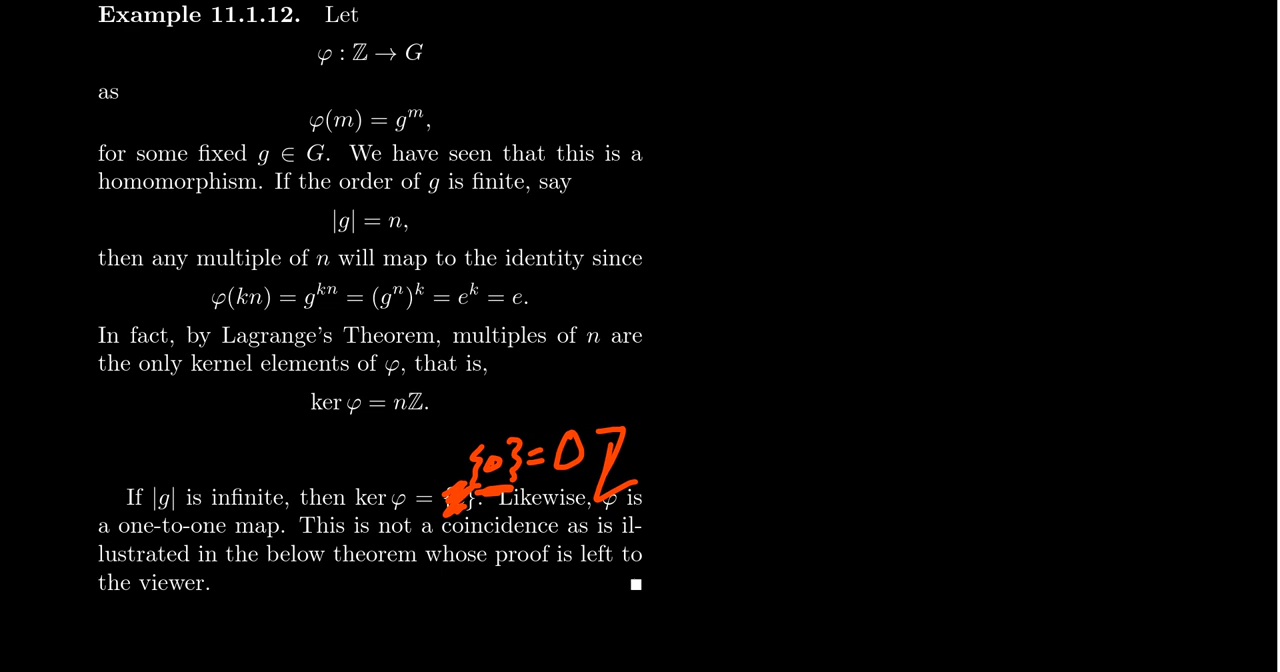 Example 11.1.12. Let
φ : ℤ → G
as
φ(m) = gᵐ,
for some fixed g ∈ G. We have seen that this is a
homomorphism. If the order of g is finite, say
|g| = n,
then any multiple of n will map to the identity since
φ(kn) = gᵏⁿ = (gⁿ)ᵏ = eᵏ = e.
In fact, by Lagrange's Theorem, multiples of n are
the only kernel elements of φ, that is,
ker φ = nℤ.
{0} = 0ℤ
If |g| is infinite, then ker φ = { }. Likewise, φ is
a one-to-one map. This is not a coincidence as is il-
lustrated in the below theorem whose proof is left to
the viewer. ■